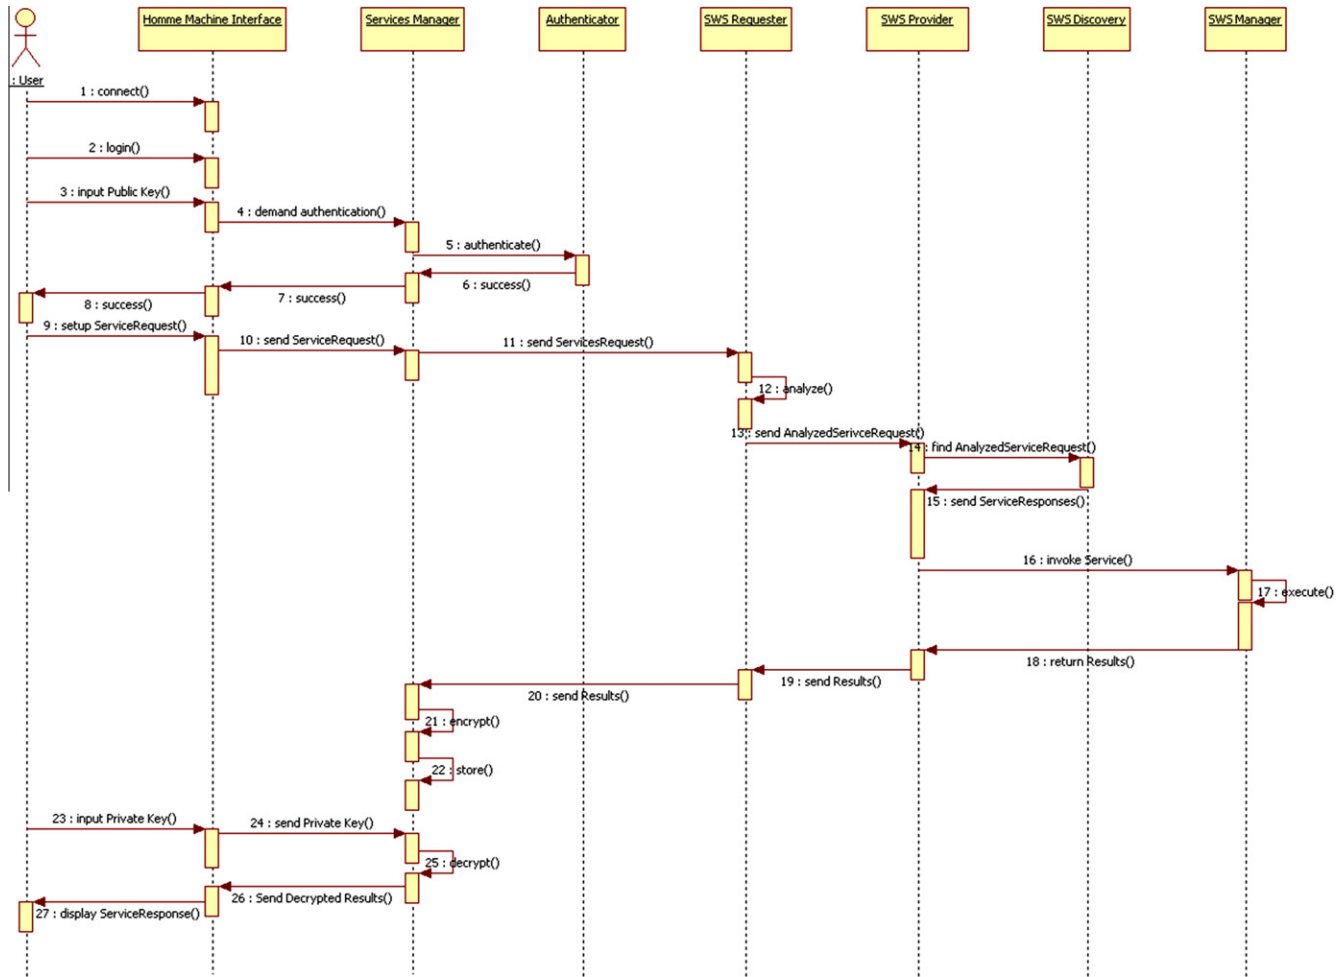 Homme Machine Interface
Services Manager
Authenticator
SWS Requester
SWS Provider
SWS Discovery
SWS Manager
: User
1 : connect()
2 : login()
3 : input Public Key()
4 : demand authentication()
5 : authenticate()
6 : success()
7 : success()
8 : success()
9 : setup ServiceRequest()
10 : send ServiceRequest()
11 : send ServicesRequest()
12 : analyze()
13 : send AnalyzedSerivceRequest()
14 : find AnalyzedServiceRequest()
15 : send ServiceResponses()
16 : invoke Service()
17 : execute()
18 : return Results()
19 : send Results()
20 : send Results()
21 : encrypt()
22 : store()
23 : input Private Key()
24 : send Private Key()
25 : decrypt()
26 : Send Decrypted Results()
27 : display ServiceResponse()